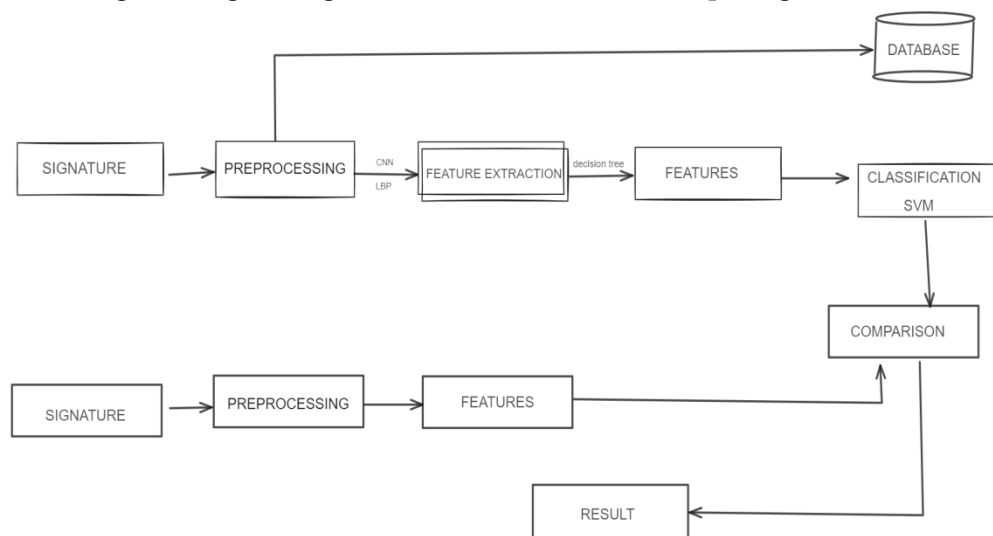 DATABASE
SIGNATURE
PREPROCESSING
CNN
LBP
FEATURE EXTRACTION
decision tree
FEATURES
CLASSIFICATION
SVM
COMPARISON
SIGNATURE
PREPROCESSING
FEATURES
RESULT